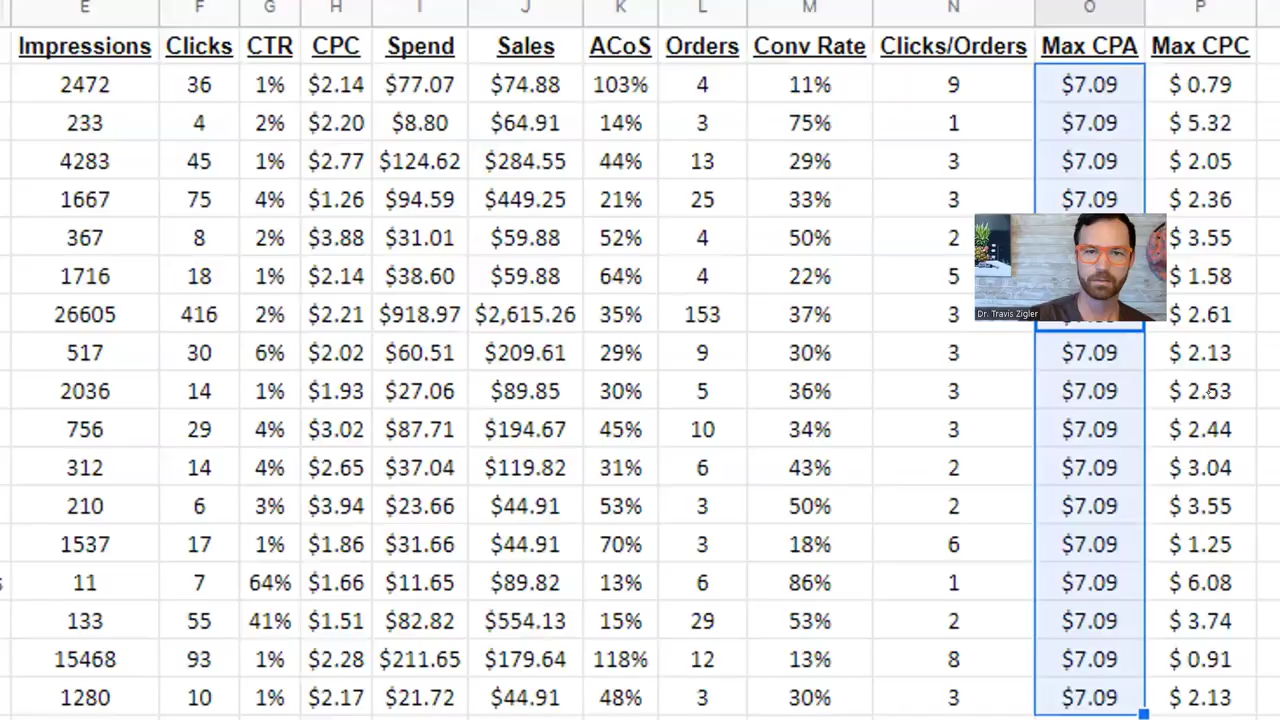 E F G H I J K L M N O P
Impressions Clicks CTR CPC Spend Sales ACoS Orders Conv Rate Clicks/Orders Max CPA Max CPC
2472 36 1% $2.14 $77.07 $74.88 103% 4 11% 9 $7.09 $ 0.79
233 4 2% $2.20 $8.80 $64.91 14% 3 75% 1 $7.09 $ 5.32
4283 45 1% $2.77 $124.62 $284.55 44% 13 29% 3 $7.09 $ 2.05
1667 75 4% $1.26 $94.59 $449.25 21% 25 33% 3 $7.09 $ 2.36
367 8 2% $3.88 $31.01 $59.88 52% 4 50% 2 $ 3.55
1716 18 1% $2.14 $38.60 $59.88 64% 4 22% 5 $ 1.58
26605 416 2% $2.21 $918.97 $2,615.26 35% 153 37% 3 $ 2.61
Dr. Travis Zigler
517 30 6% $2.02 $60.51 $209.61 29% 9 30% 3 $7.09 $ 2.13
2036 14 1% $1.93 $27.06 $89.85 30% 5 36% 3 $7.09 $ 2.53
756 29 4% $3.02 $87.71 $194.67 45% 10 34% 3 $7.09 $ 2.44
312 14 4% $2.65 $37.04 $119.82 31% 6 43% 2 $7.09 $ 3.04
210 6 3% $3.94 $23.66 $44.91 53% 3 50% 2 $7.09 $ 3.55
1537 17 1% $1.86 $31.66 $44.91 70% 3 18% 6 $7.09 $ 1.25
s 11 7 64% $1.66 $11.65 $89.82 13% 6 86% 1 $7.09 $ 6.08
133 55 41% $1.51 $82.82 $554.13 15% 29 53% 2 $7.09 $ 3.74
15468 93 1% $2.28 $211.65 $179.64 118% 12 13% 8 $7.09 $ 0.91
1280 10 1% $2.17 $21.72 $44.91 48% 3 30% 3 $7.09 $ 2.13